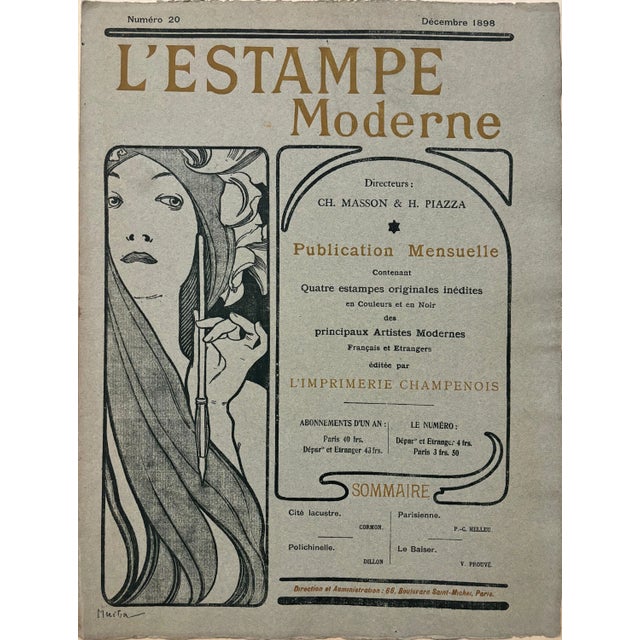 Numéro 20
Décembre 1898
L'ESTAMPE
Moderne
Directeurs :
CH. MASSON & H. PIAZZA
Publication Mensuelle
Contenant
Quatre estampes originales inédites
en Couleurs et en Noir
des
principaux Artistes Modernes
Français et Etrangers
éditée par
L'IMPRIMERIE CHAMPENOIS
ABONNEMENTS D'UN AN :
Paris 40 frs.
Départs et Etranger 43 frs.
LE NUMÉRO :
Départs et Etranger 4 frs.
Paris 3 frs. 50
SOMMAIRE
Cité lacustre.
CORMON.
Parisienne.
P.-C. HELLEU.
Polichinelle.
DILLON
Le Baiser.
V. PROUVÉ.
Direction et Administration : 66, Boulevard Saint-Michel, Paris.
Mucha